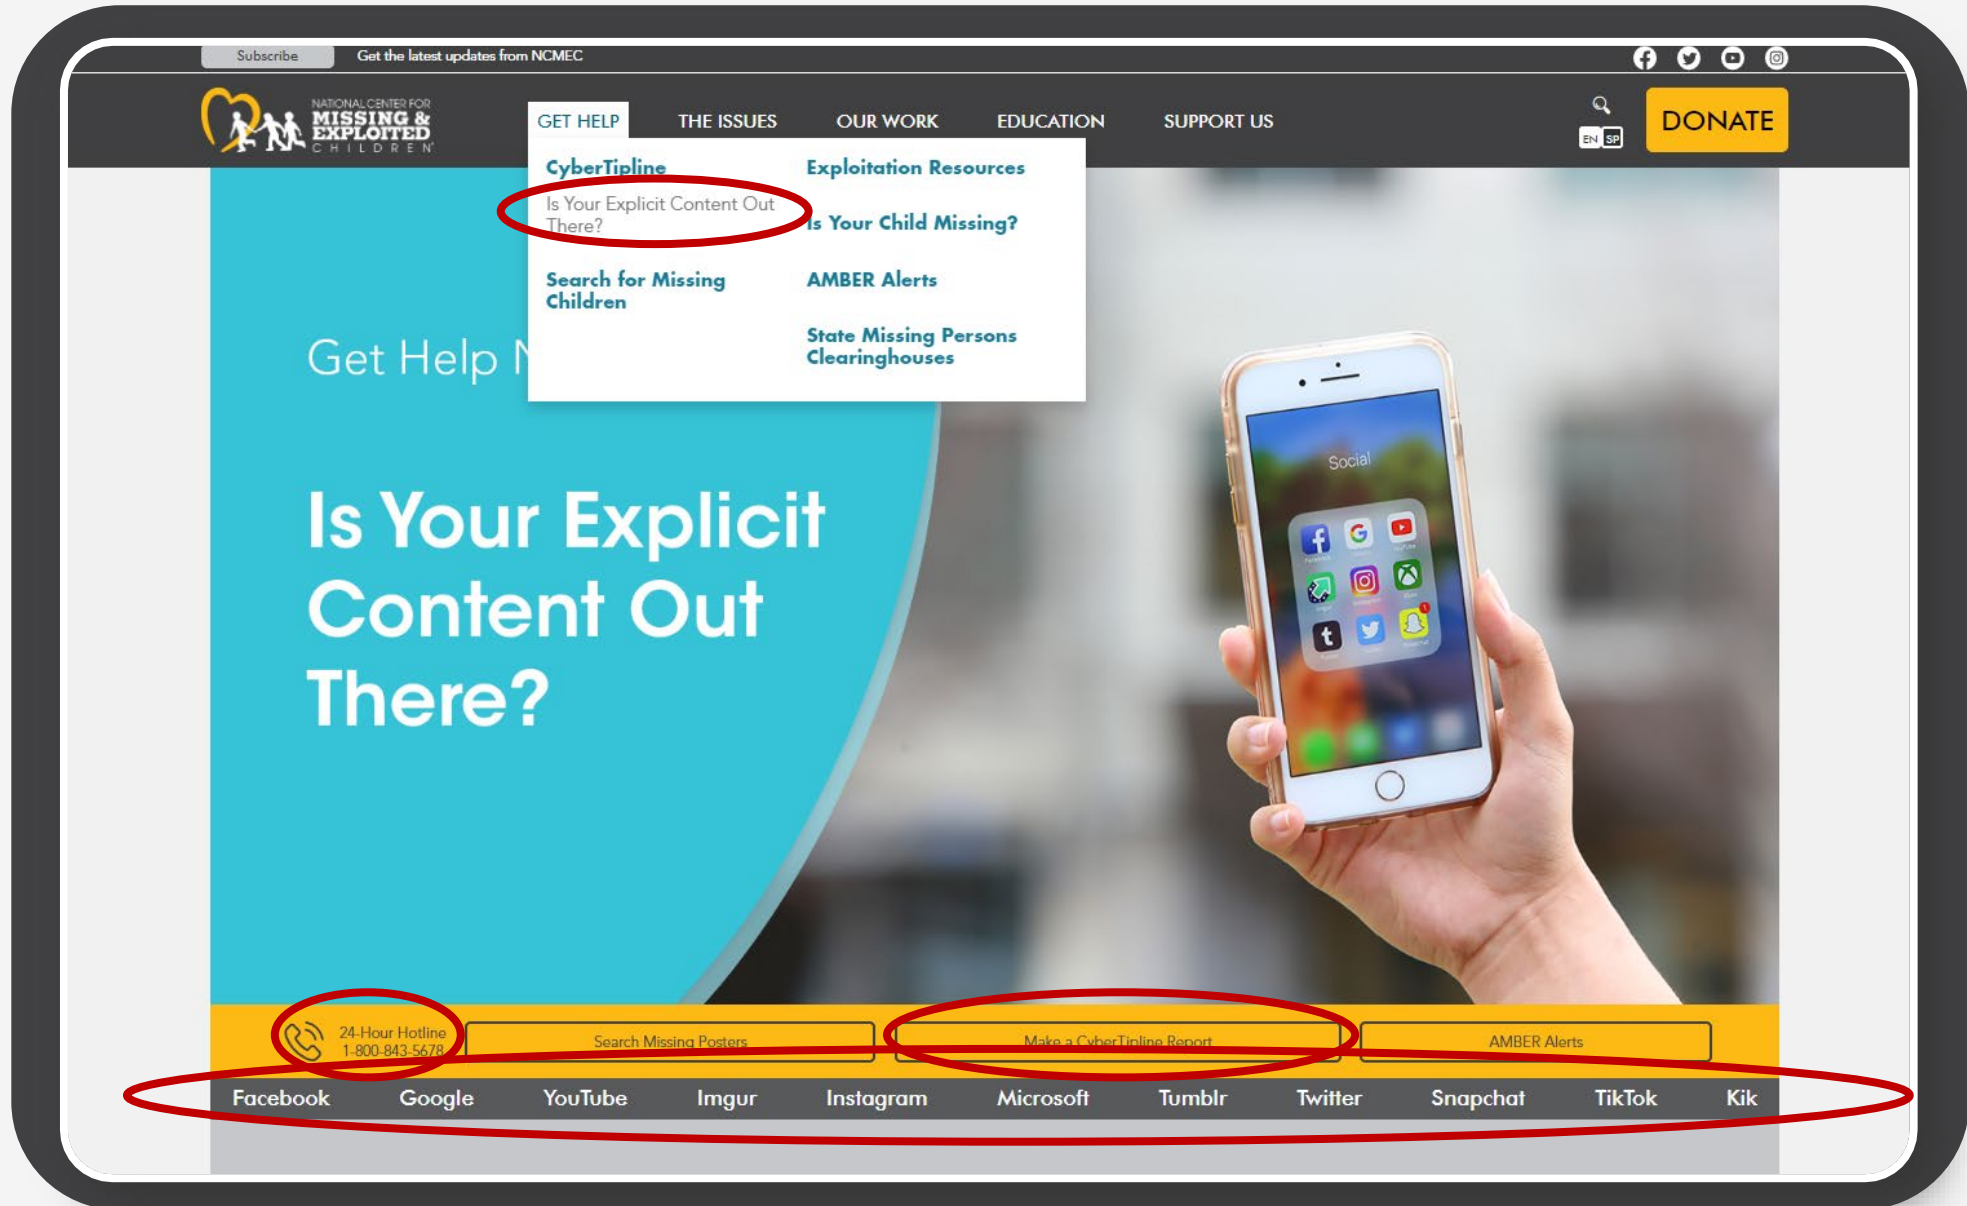 Subscribe
Get the latest updates from NCMEC
NATIONAL CENTER FOR
MISSING &
EXPLOITED
CHILDREN
GET HELP
THE ISSUES
OUR WORK
EDUCATION
SUPPORT US
EN SP
DONATE
CyberTipline
Is Your Explicit Content Out
There?
Search for Missing
Children
Exploitation Resources
Is Your Child Missing?
AMBER Alerts
State Missing Persons
Clearinghouses
Get Help N
Is Your Explicit
Content Out
There?
Social
24-Hour Hotline
1-800-843-5678
Search Missing Posters
Make a CyberTipline Report
AMBER Alerts
Facebook
Google
YouTube
Imgur
Instagram
Microsoft
Tumblr
Twitter
Snapchat
TikTok
Kik